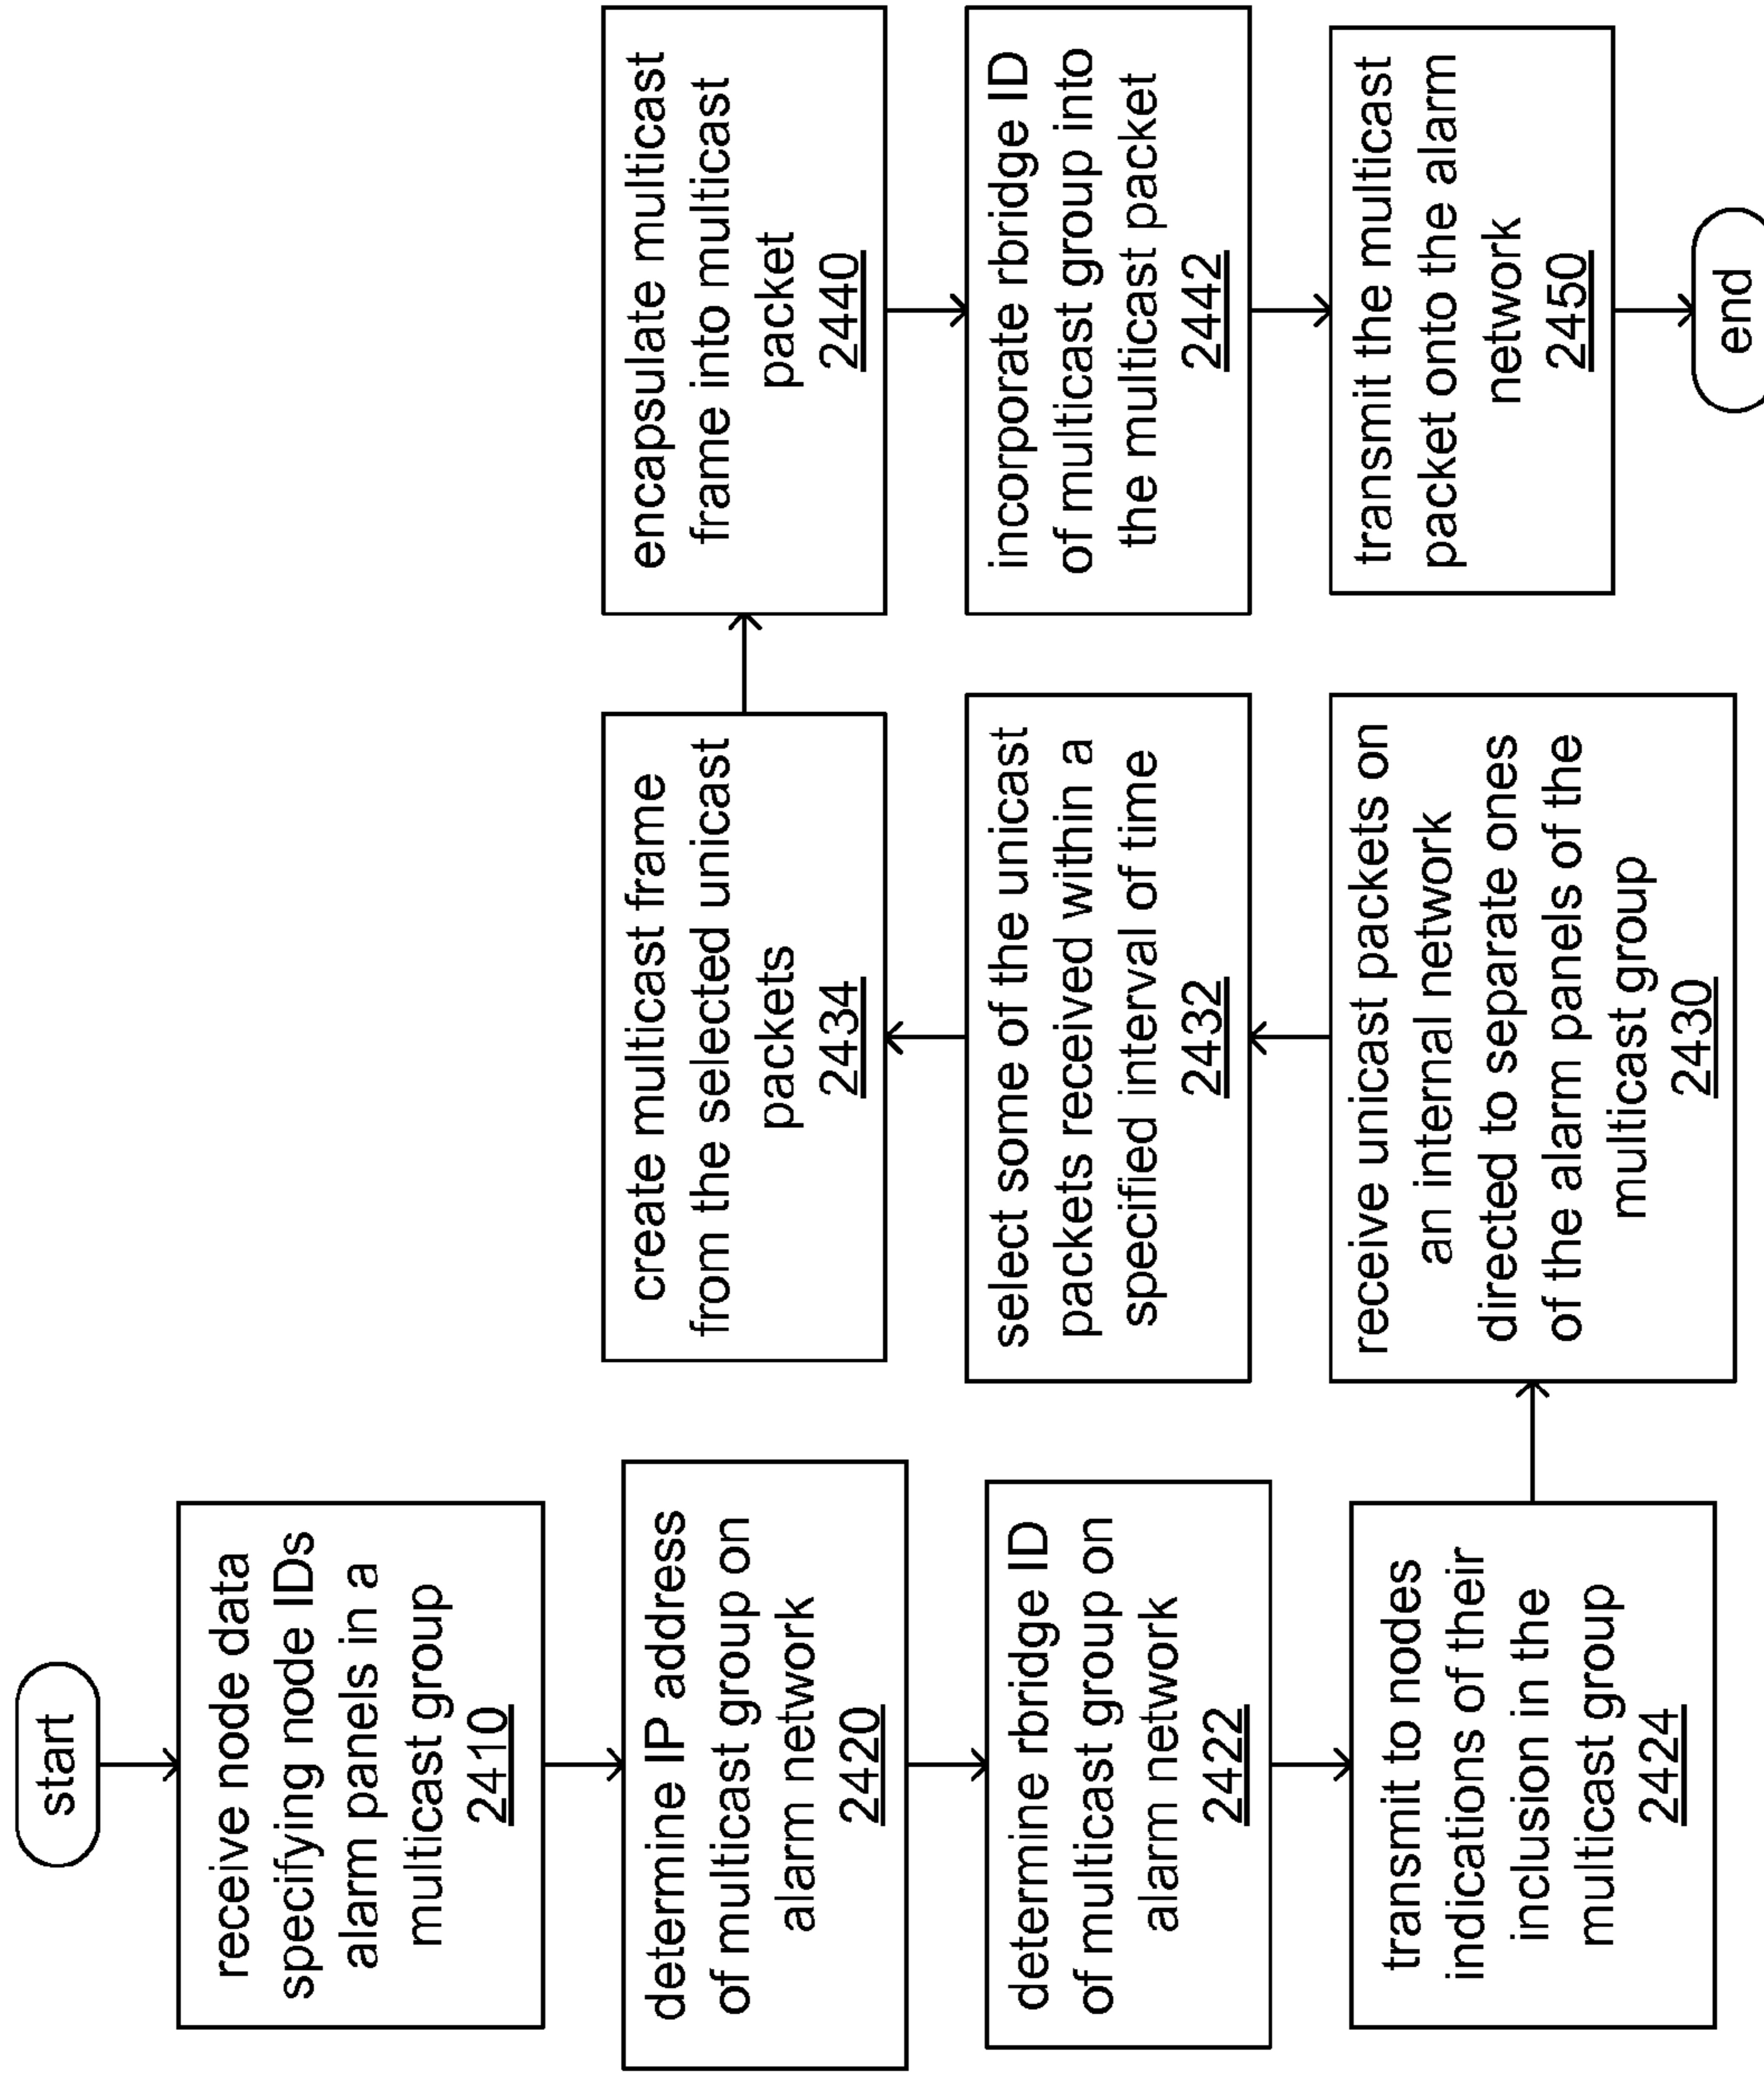 start
receive node data
specifying node IDs
alarm panels in a
multicast group
2410
determine IP address
of multicast group on
alarm network
2420
determine rbridge ID
of multicast group on
alarm network
2422
transmit to nodes
indications of their
inclusion in the
multicast group
2424
receive unicast packets on
an internal network
directed to separate ones
of the alarm panels of the
multicast group
2430
select some of the unicast
packets received within a
specified interval of time
2432
create multicast frame
from the selected unicast
packets
2434
encapsulate multicast
frame into multicast
packet
2440
incorporate rbridge ID
of multicast group into
the multicast packet
2442
transmit the multicast
packet onto the alarm
network
2450
end